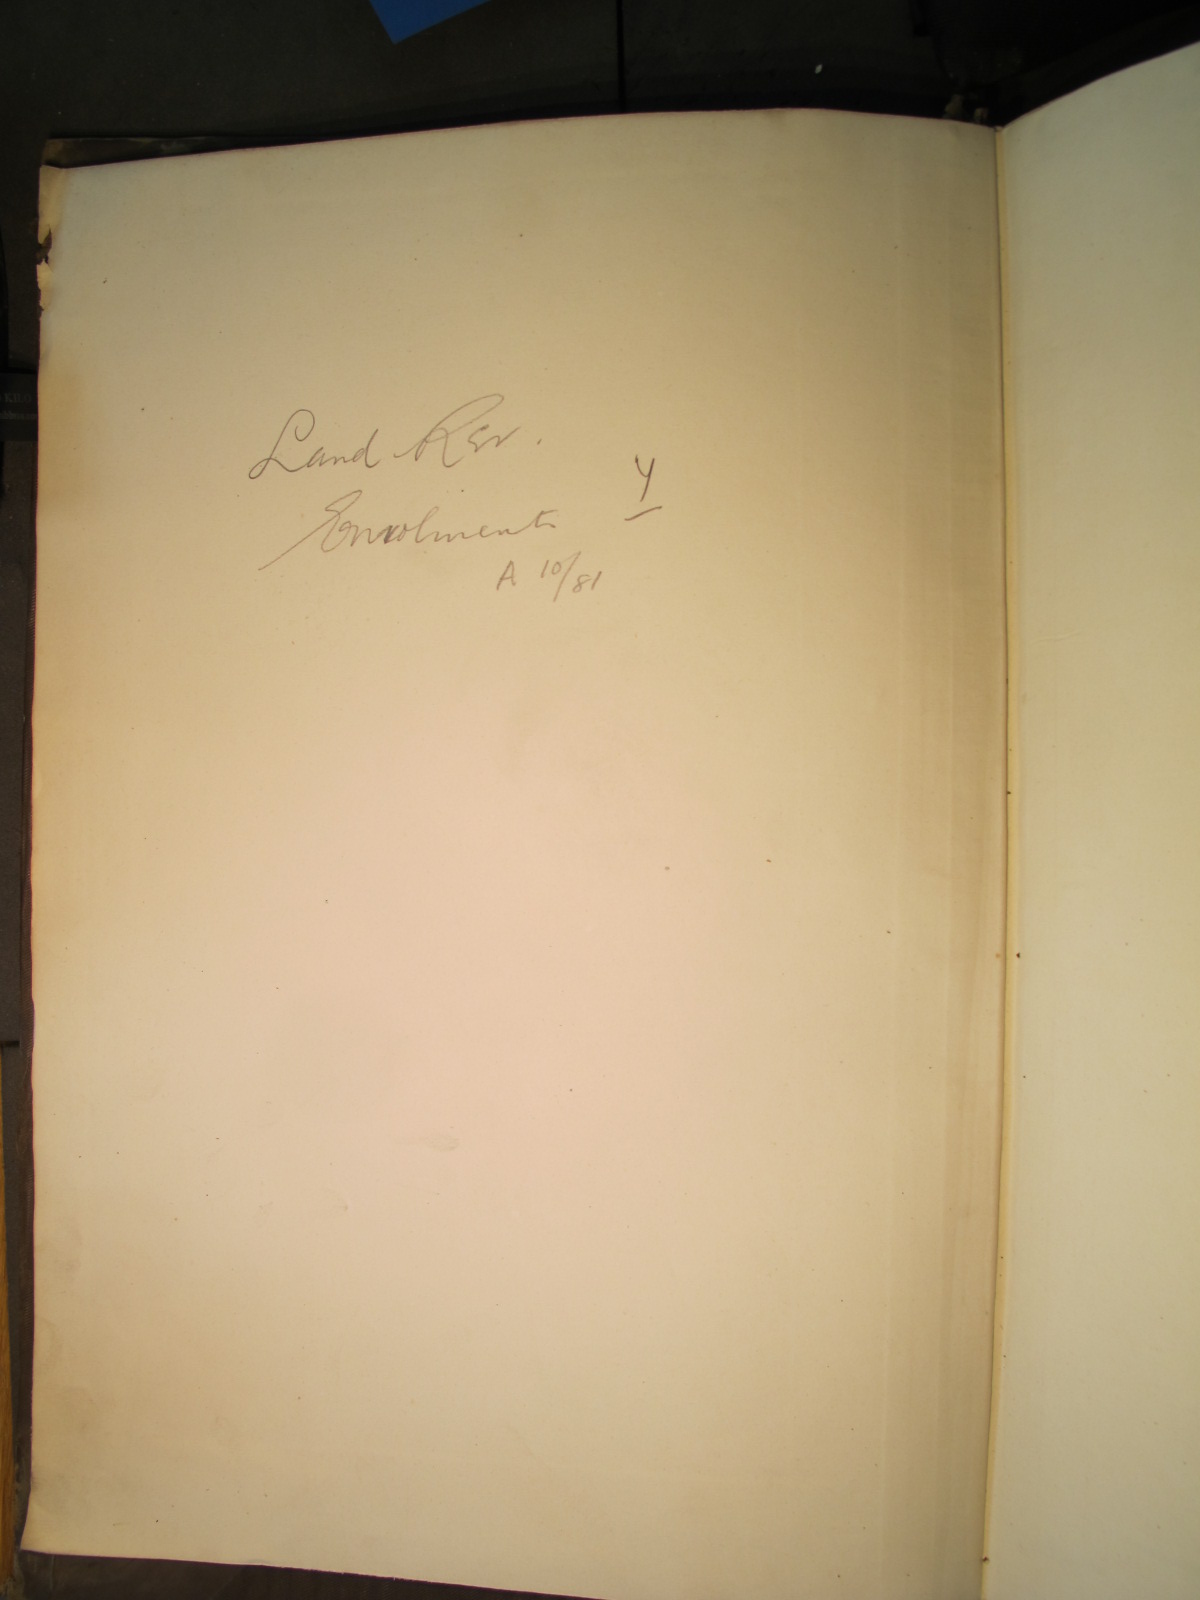 Land Rev.
Enrolments
Y
A 10/81